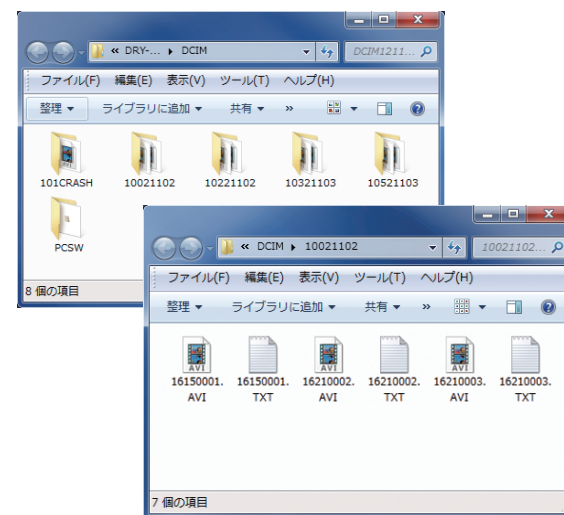 « DRY-... ▸ DCIM
DCIM1211...
ファイル(F) 編集(E) 表示(V) ツール(T) ヘルプ(H)
整理 ▼ ライブラリに追加 ▼ 共有 ▼ »
101CRASH 10021102 10221102 10321103 10521103
PCSW
8 個の項目
« DCIM ▸ 10021102
10021102...
ファイル(F) 編集(E) 表示(V) ツール(T) ヘルプ(H)
整理 ▼ ライブラリに追加 ▼ 共有 ▼ »
16150001.AVI 16150001.TXT 16210002.AVI 16210002.TXT 16210003.AVI 16210003.TXT
7 個の項目